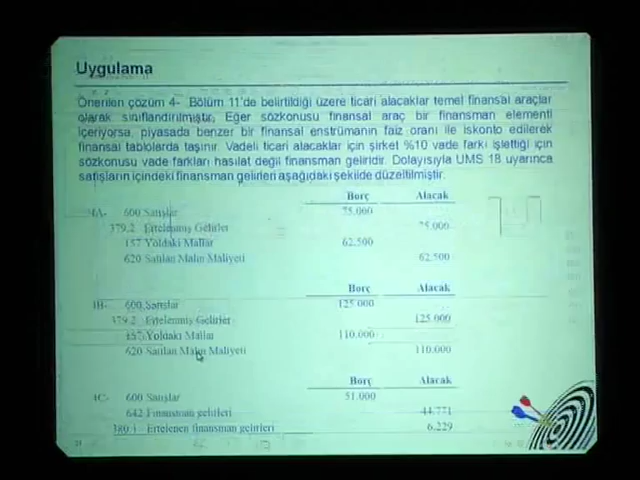 Uygulama
Önerilen çözüm 4- Bölüm 11'de belirtildiği üzere ticari alacaklar temel finansal araçlar
olarak sınıflandırılmıştır. Eğer sözkonusu finansal araç bir finansman elementi
içeriyorsa, piyasada benzer bir finansal enstrümanın faiz oranı ile iskonto edilerek
finansal tablolarda taşınır. Vadeli ticari alacaklar için şirket %10 vade farkı işlettiği için
sözkonusu vade farkları hasılat değil finansman geliridir. Dolayısıyla UMS 18 uyarınca
satışların içindeki finansman gelirleri aşağıdaki şekilde düzeltilmiştir.
Borç Alacak
4A- 600 Satışlar 75.000
379.2 Ertelenmiş Gelirler 75.000
157 Yoldaki Mallar 62.500
620 Satılan Malın Maliyeti 62.500
Borç Alacak
4B- 600 Satışlar 125.000
379.2 Ertelenmiş Gelirler 125.000
157 Yoldaki Mallar 110.000
620 Satılan Malın Maliyeti 110.000
Borç Alacak
4C- 600 Satışlar 51.000
642 Finansman gelirleri 44.771
380.1 Ertelenen finansman gelirleri 6.229